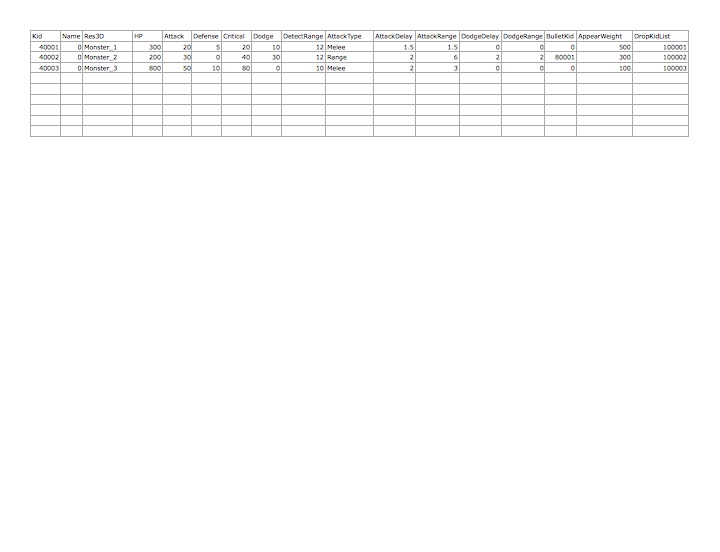 Kid Name Res3D HP Attack Defense Critical Dodge DetectRange AttackType AttackDelay AttackRange DodgeDelay DodgeRange BulletKid AppearWeight DropKidList
40001 0 Monster_1 300 20 5 20 10 12 Melee 1.5 1.5 0 0 0 500 100001
40002 0 Monster_2 200 30 0 40 30 12 Range 2 6 2 2 80001 300 100002
40003 0 Monster_3 800 50 10 80 0 10 Melee 2 3 0 0 0 100 100003